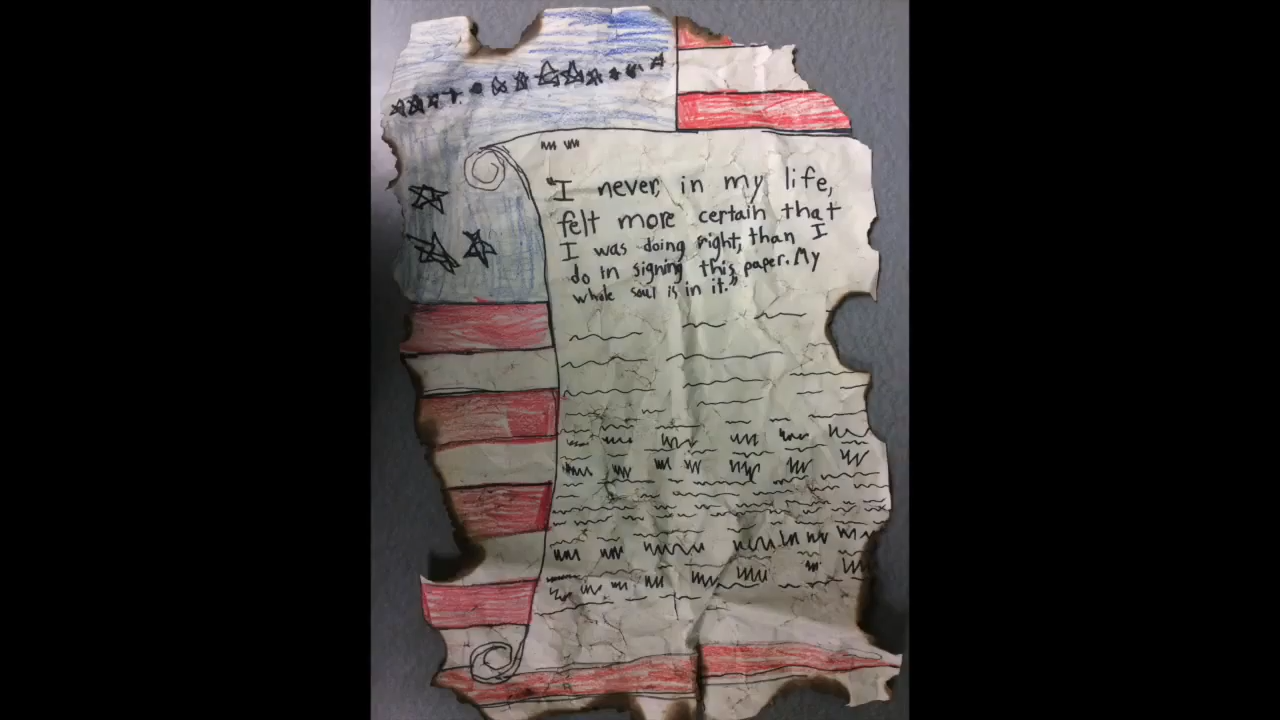 "I never, in my life,
felt more certain that
I was doing right, than I
do in signing this paper. My
whole soul is in it."